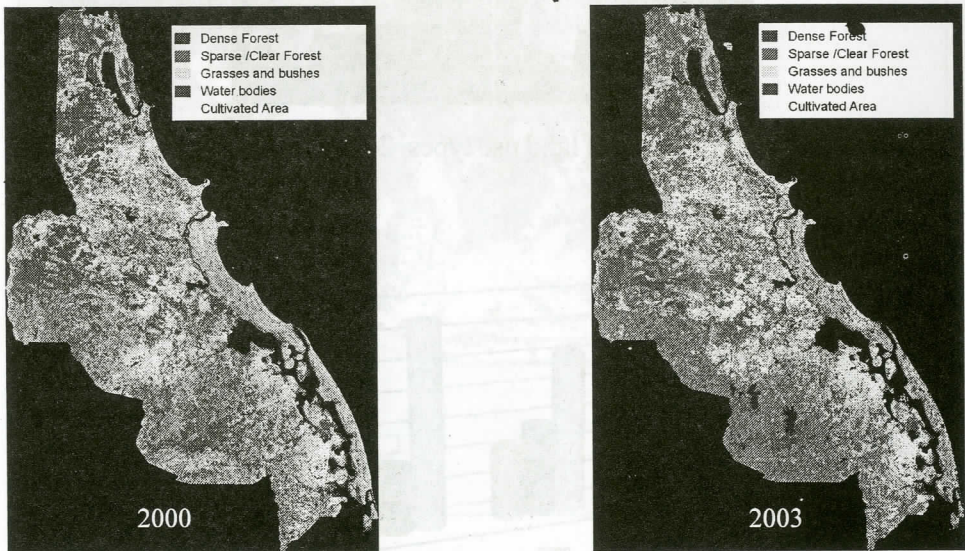 Dense Forest
Sparse /Clear Forest
Grasses and bushes
Water bodies
Cultivated Area
2000
Dense Forest
Sparse /Clear Forest
Grasses and bushes
Water bodies
Cultivated Area
2003